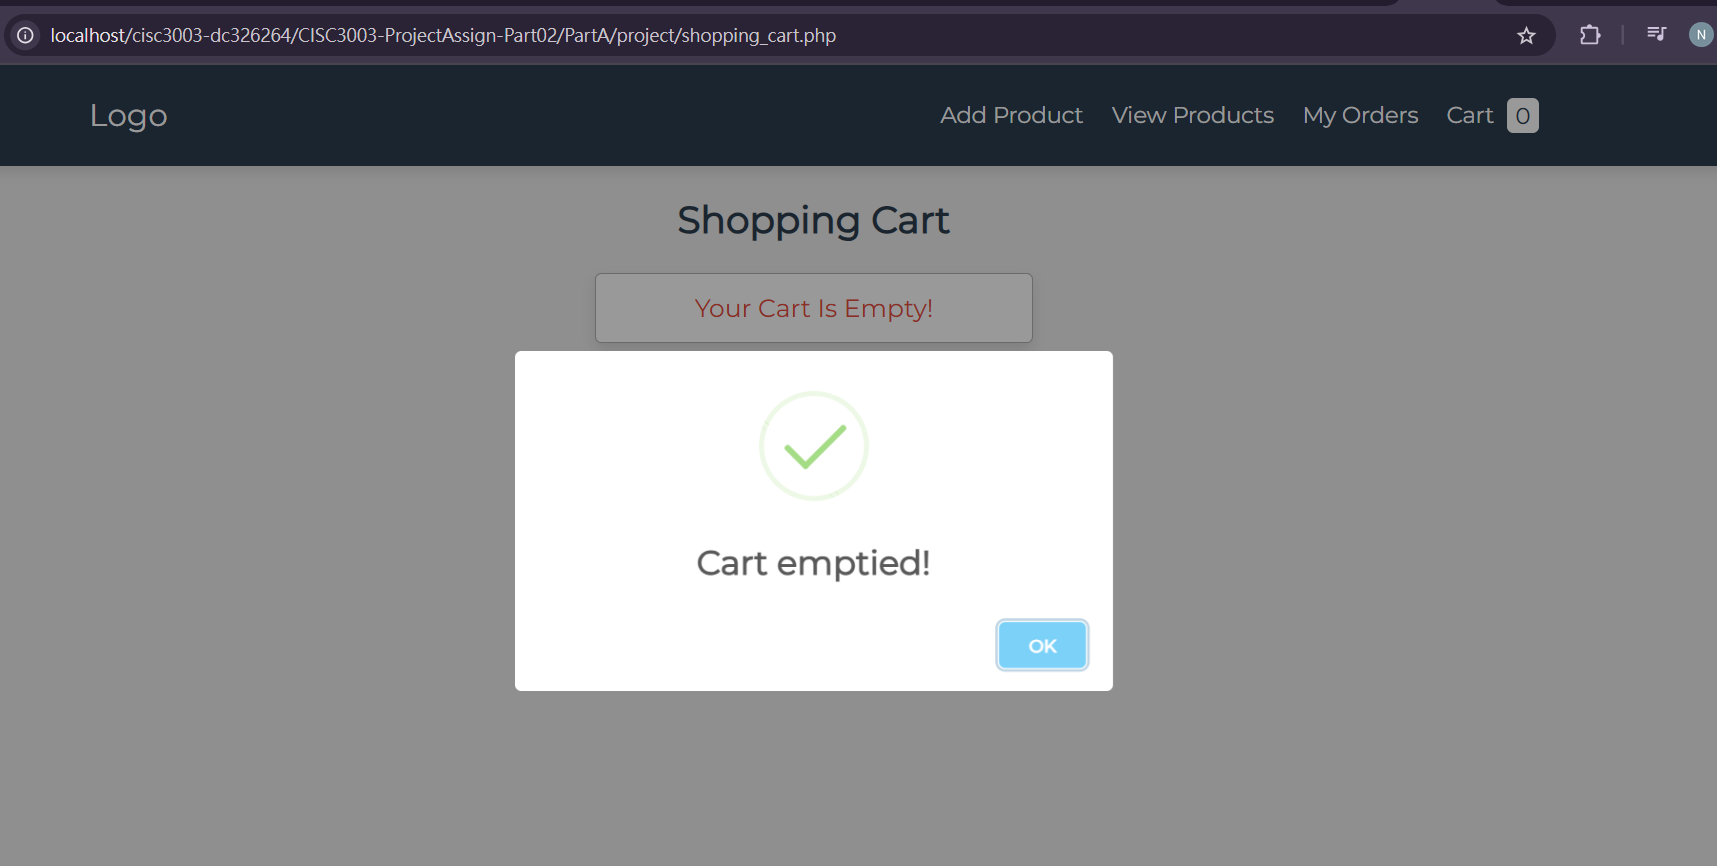 localhost/cisc3003-dc326264/CISC3003-ProjectAssign-Part02/PartA/project/shopping_cart.php
N
Logo
Add Product View Products My Orders Cart 0
Shopping Cart
Your Cart Is Empty!
Cart emptied!
OK